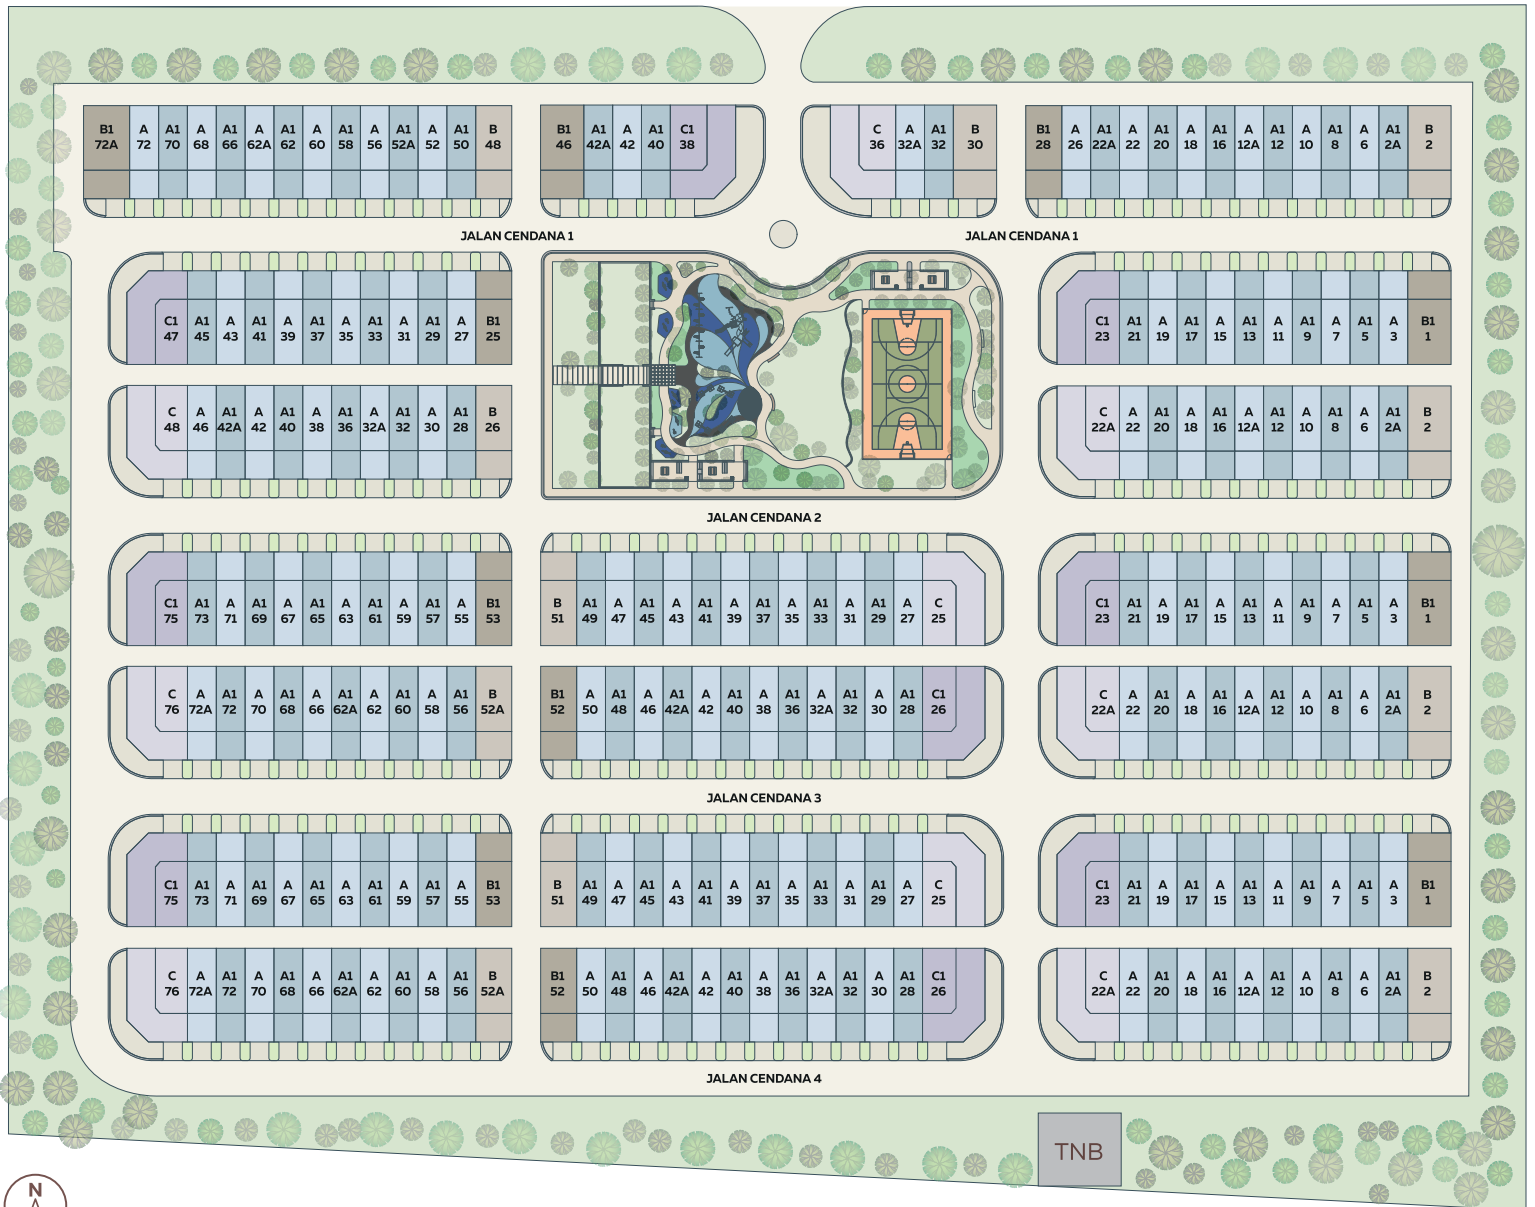 B1 A A1 A A1 A A1 A A1 A A1 A A1 B
72A 72 70 68 66 62A 62 60 58 56 52A 52 50 48
B1 A1 A A1 C1
46 42A 42 40 38
C A A1 B
36 32A 32 30
B1 A A1 A A1 A A1 A A1 A A1 A A1 B
28 26 22A 22 20 18 16 12A 12 10 8 6 2A 2
JALAN CENDANA 1
JALAN CENDANA 1
C1 A1 A A1 A A1 A A1 A A1 A B1
47 45 43 41 39 37 35 33 31 29 27 25
C1 A1 A A1 A A1 A A1 A A1 A B1
23 21 19 17 15 13 11 9 7 5 3 1
C A A1 A A1 A A1 A A1 A A1 B
48 46 42A 42 40 38 36 32A 32 30 28 26
C A A1 A A1 A A1 A A1 A A1 B
22A 22 20 18 16 12A 12 10 8 6 2A 2
JALAN CENDANA 2
C1 A1 A A1 A A1 A A1 A A1 A B1
75 73 71 69 67 65 63 61 59 57 55 53
B A1 A A1 A A1 A A1 A A1 A A1 A C
51 49 47 45 43 41 39 37 35 33 31 29 27 25
C1 A1 A A1 A A1 A A1 A A1 A B1
23 21 19 17 15 13 11 9 7 5 3 1
C A A1 A A1 A A1 A A1 A A1 B
76 72A 72 70 68 66 62A 62 60 58 56 52A
B1 A A1 A A1 A A1 A A1 A A1 A A1 C1
52 50 48 46 42A 42 40 38 36 32A 32 30 28 26
C A A1 A A1 A A1 A A1 A A1 B
22A 22 20 18 16 12A 12 10 8 6 2A 2
JALAN CENDANA 3
C1 A1 A A1 A A1 A A1 A A1 A B1
75 73 71 69 67 65 63 61 59 57 55 53
B A1 A A1 A A1 A A1 A A1 A A1 A C
51 49 47 45 43 41 39 37 35 33 31 29 27 25
C1 A1 A A1 A A1 A A1 A A1 A B1
23 21 19 17 15 13 11 9 7 5 3 1
C A A1 A A1 A A1 A A1 A A1 B
76 72A 72 70 68 66 62A 62 60 58 56 52A
B1 A A1 A A1 A A1 A A1 A A1 A A1 C1
52 50 48 46 42A 42 40 38 36 32A 32 30 28 26
C A A1 A A1 A A1 A A1 A A1 B
22A 22 20 18 16 12A 12 10 8 6 2A 2
JALAN CENDANA 4
TNB
N